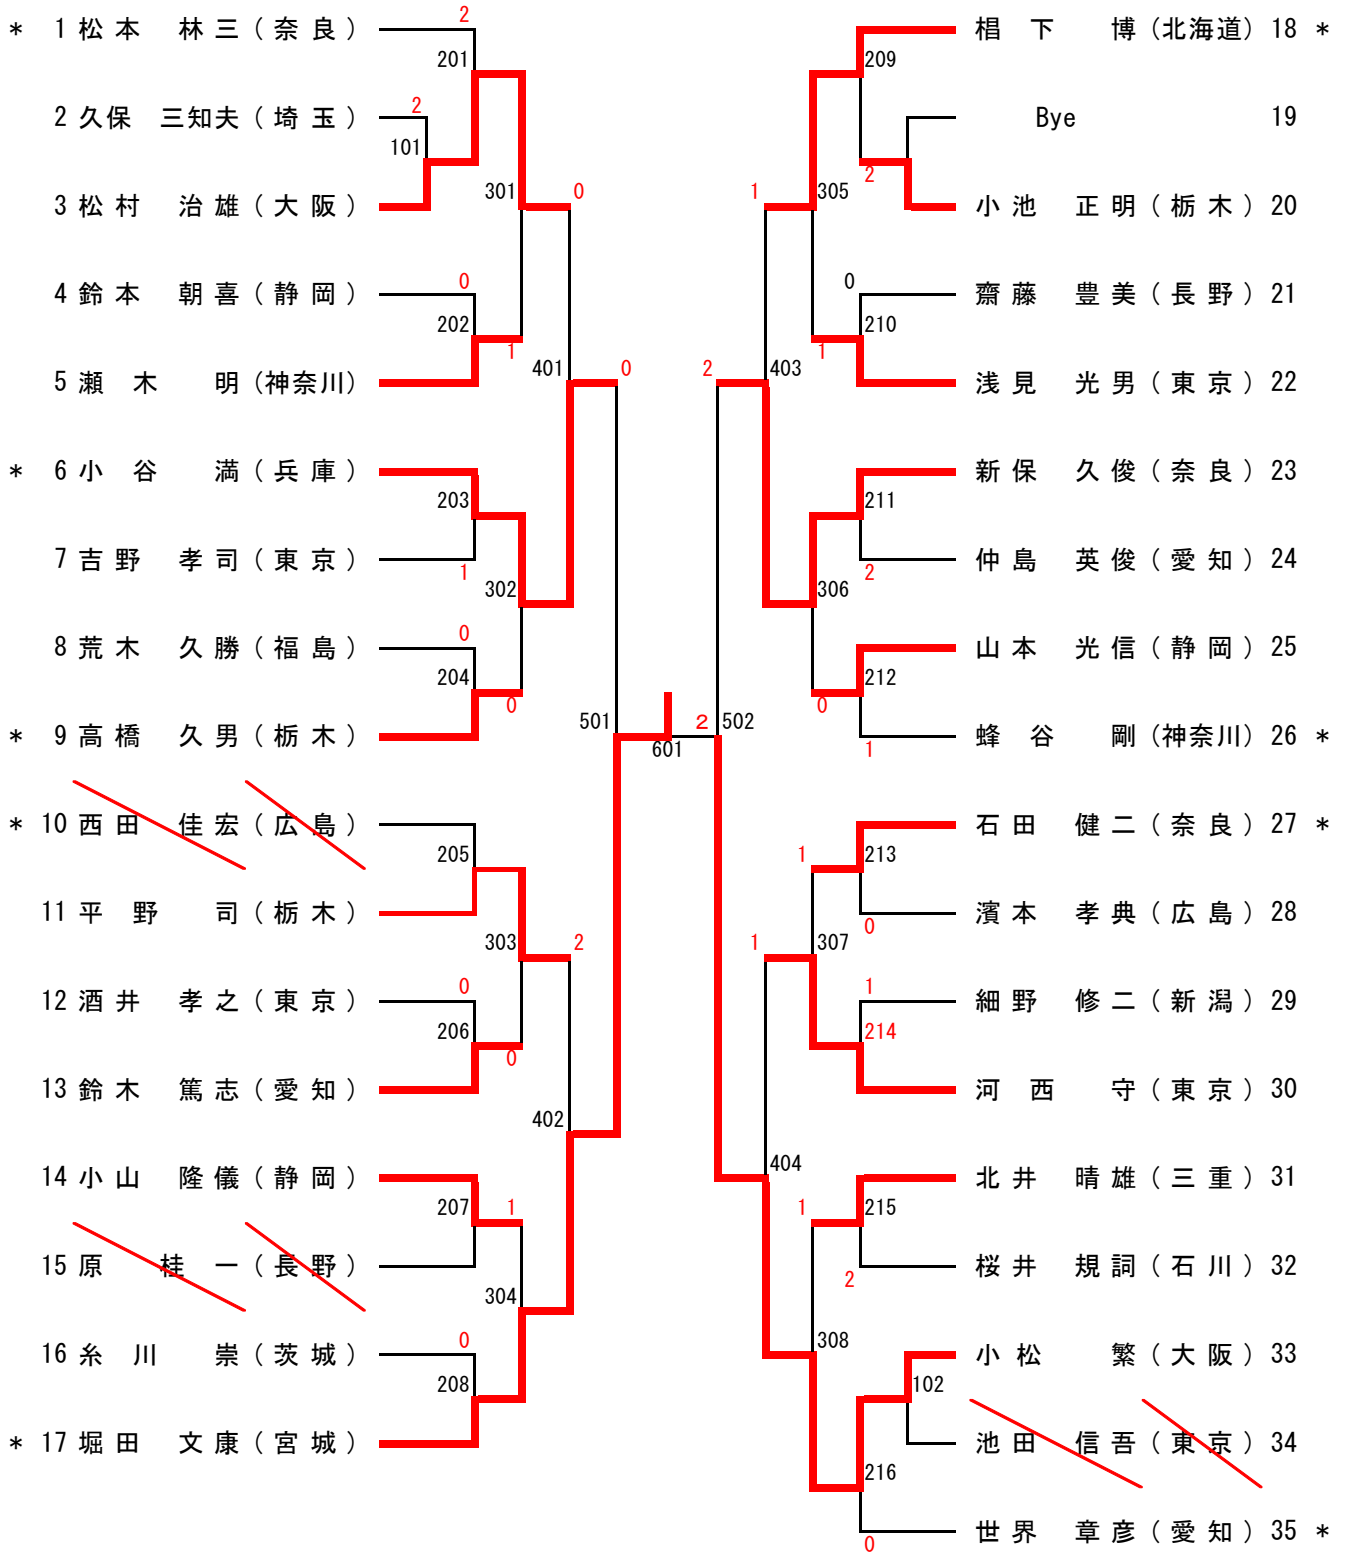 * 1 松本 林三 (奈良)
2
201
2 久保 三知夫 (埼玉)
2
101
3 松村 治雄 (大阪)
301
0
4 鈴本 朝喜 (静岡)
0
202
1
5 瀬木 明 (神奈川)
401
0
* 6 小谷 満 (兵庫)
203
7 吉野 孝司 (東京)
1
302
8 荒木 久勝 (福島)
0
204
0
* 9 高橋 久男 (栃木)
501
601
* 10 西田 佳宏 (広島)
205
11 平野 司 (栃木)
303
2
12 酒井 孝之 (東京)
0
206
0
13 鈴木 篤志 (愛知)
402
14 小山 隆儀 (静岡)
207
1
15 原 桂一 (長野)
304
16 糸川 崇 (茨城)
0
208
* 17 堀田 文康 (宮城)
椙下 博 (北海道) 18 *
209
Bye 19
2
小池 正明 (栃木) 20
1
305
齋藤 豊美 (長野) 21
0
210
1
浅見 光男 (東京) 22
2
403
新保 久俊 (奈良) 23
211
仲島 英俊 (愛知) 24
2
306
山本 光信 (静岡) 25
212
0
蜂谷 剛 (神奈川) 26 *
1
2
502
石田 健二 (奈良) 27 *
1
213
濱本 孝典 (広島) 28
0
1
307
細野 修二 (新潟) 29
1
214
河西 守 (東京) 30
404
北井 晴雄 (三重) 31
1
215
桜井 規詞 (石川) 32
2
308
小松 繁 (大阪) 33
102
池田 信吾 (東京) 34
216
世界 章彦 (愛知) 35 *
0